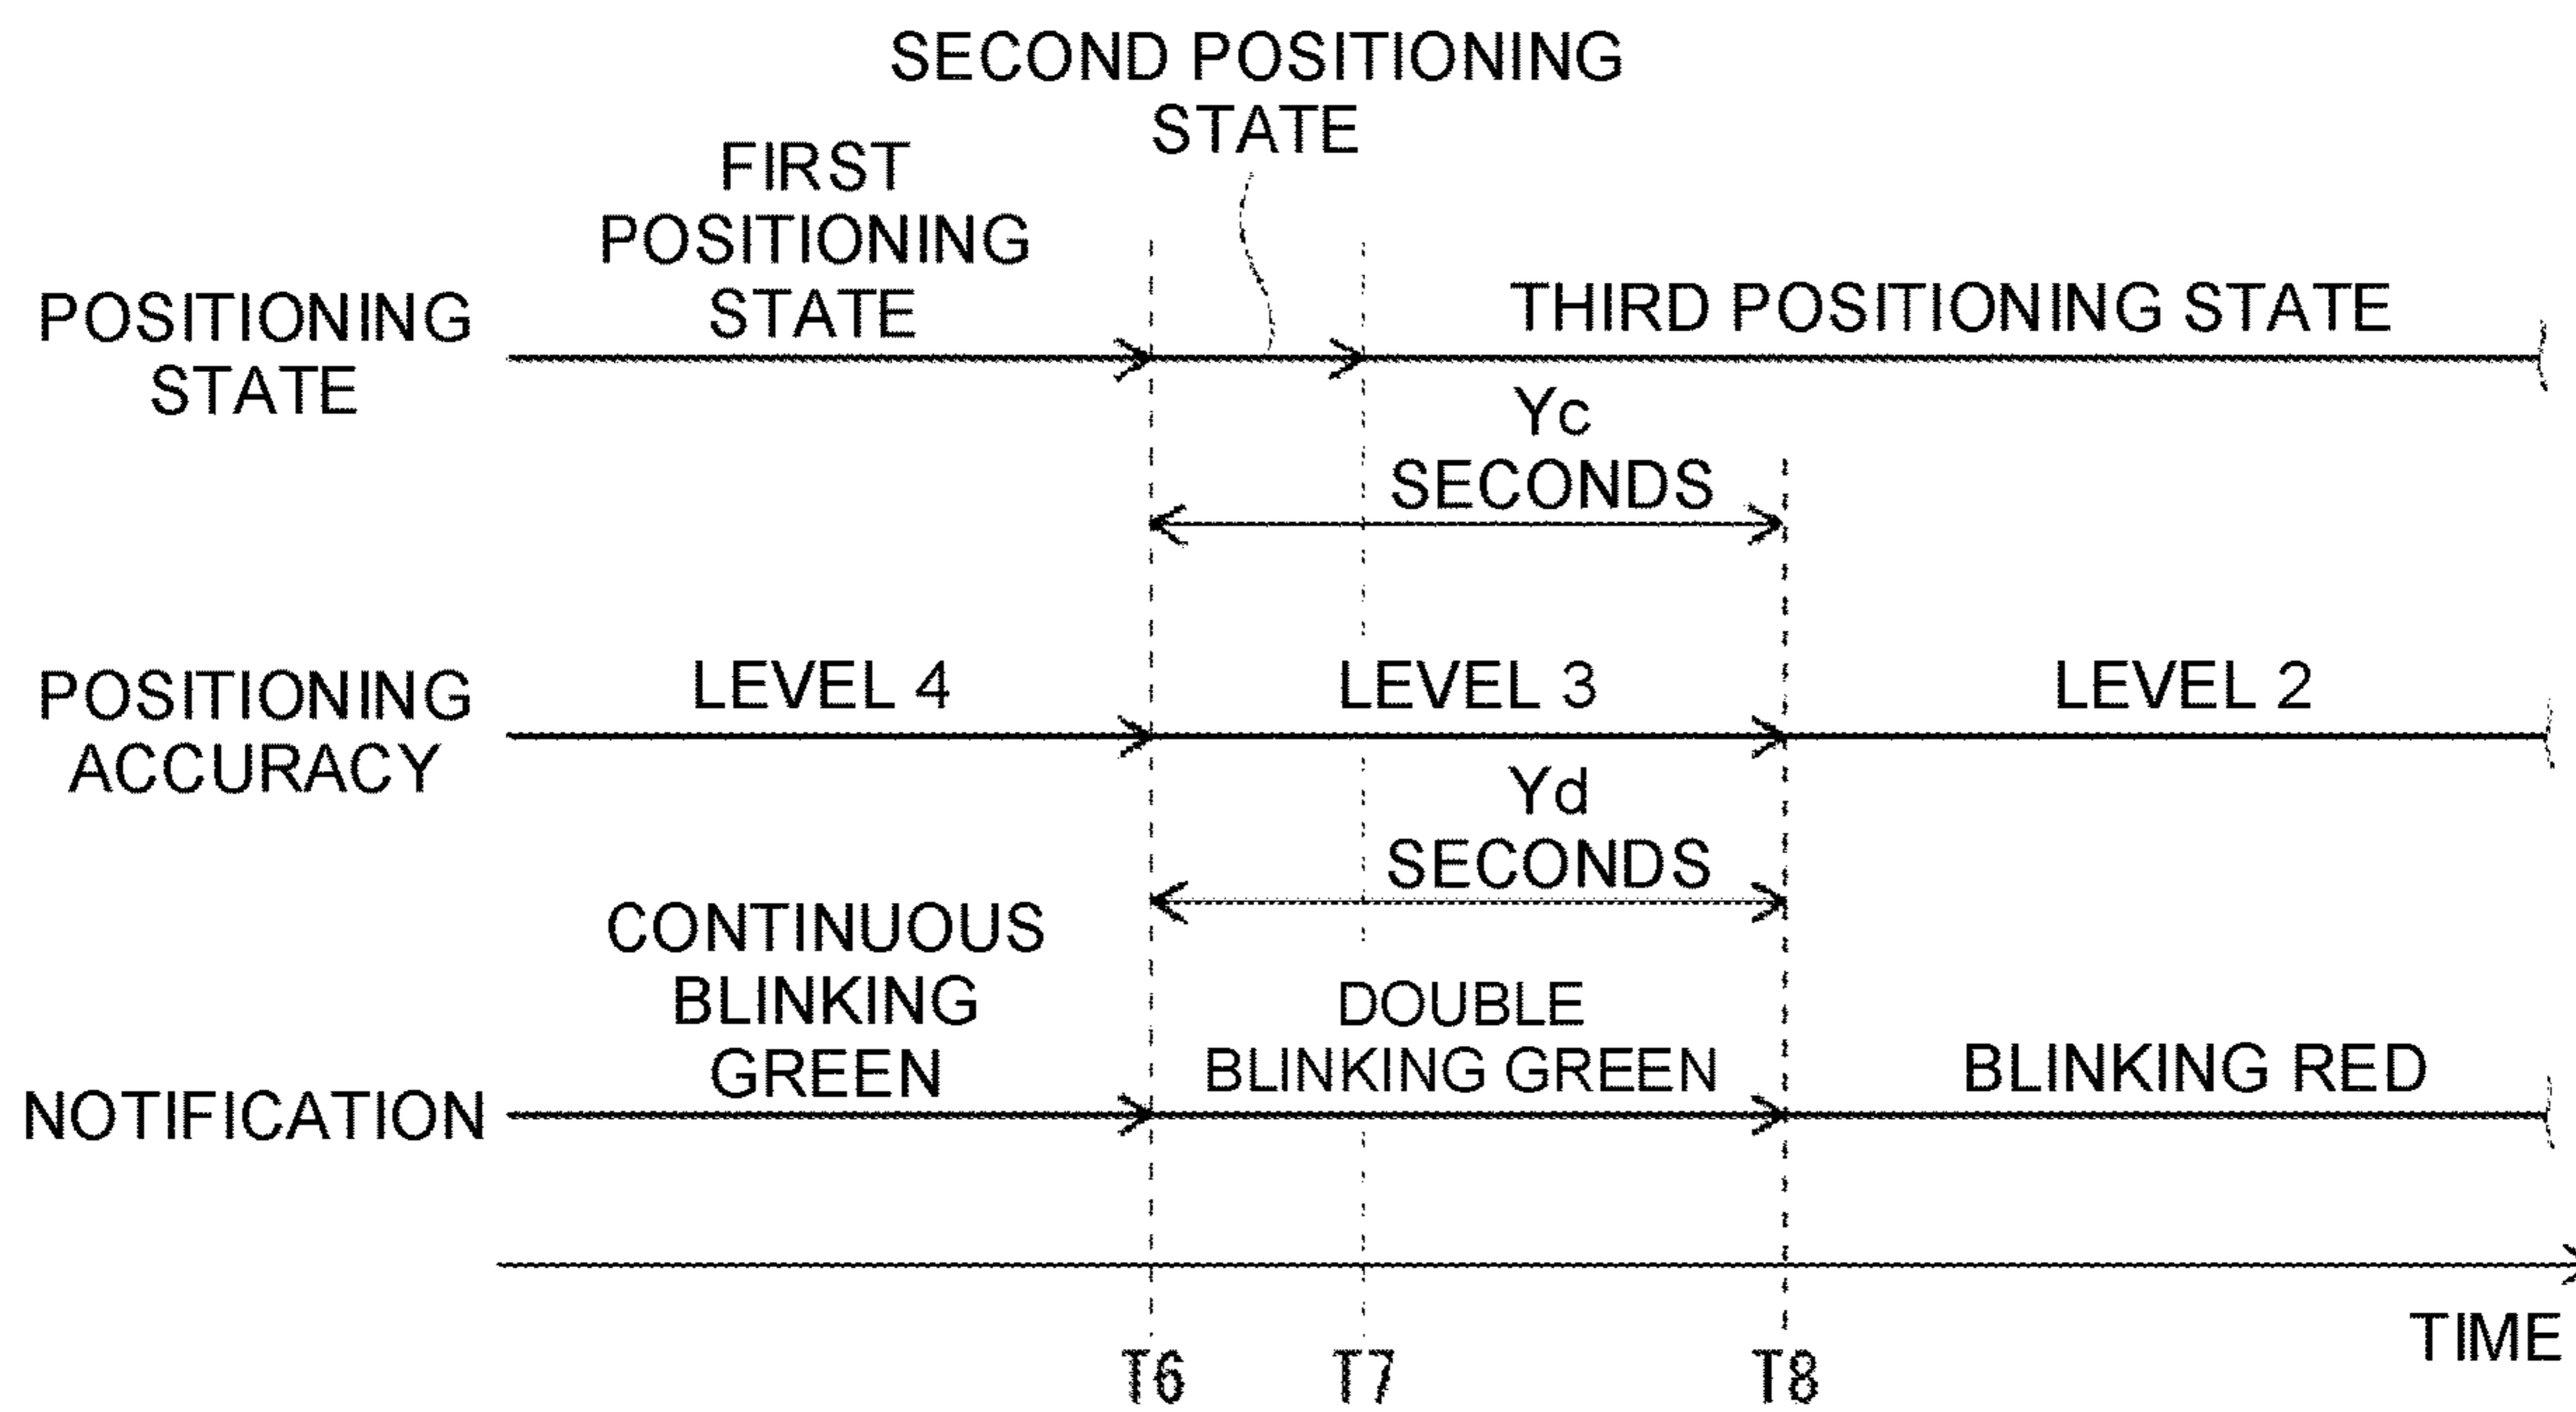 SECOND POSITIONING
STATE
FIRST
POSITIONING
STATE
THIRD POSITIONING STATE
POSITIONING
STATE
Yc
SECONDS
LEVEL 4
LEVEL 3
LEVEL 2
POSITIONING
ACCURACY
Yd
SECONDS
CONTINUOUS
BLINKING
GREEN
DOUBLE
BLINKING GREEN
BLINKING RED
NOTIFICATION
TIME
T6
T7
T8